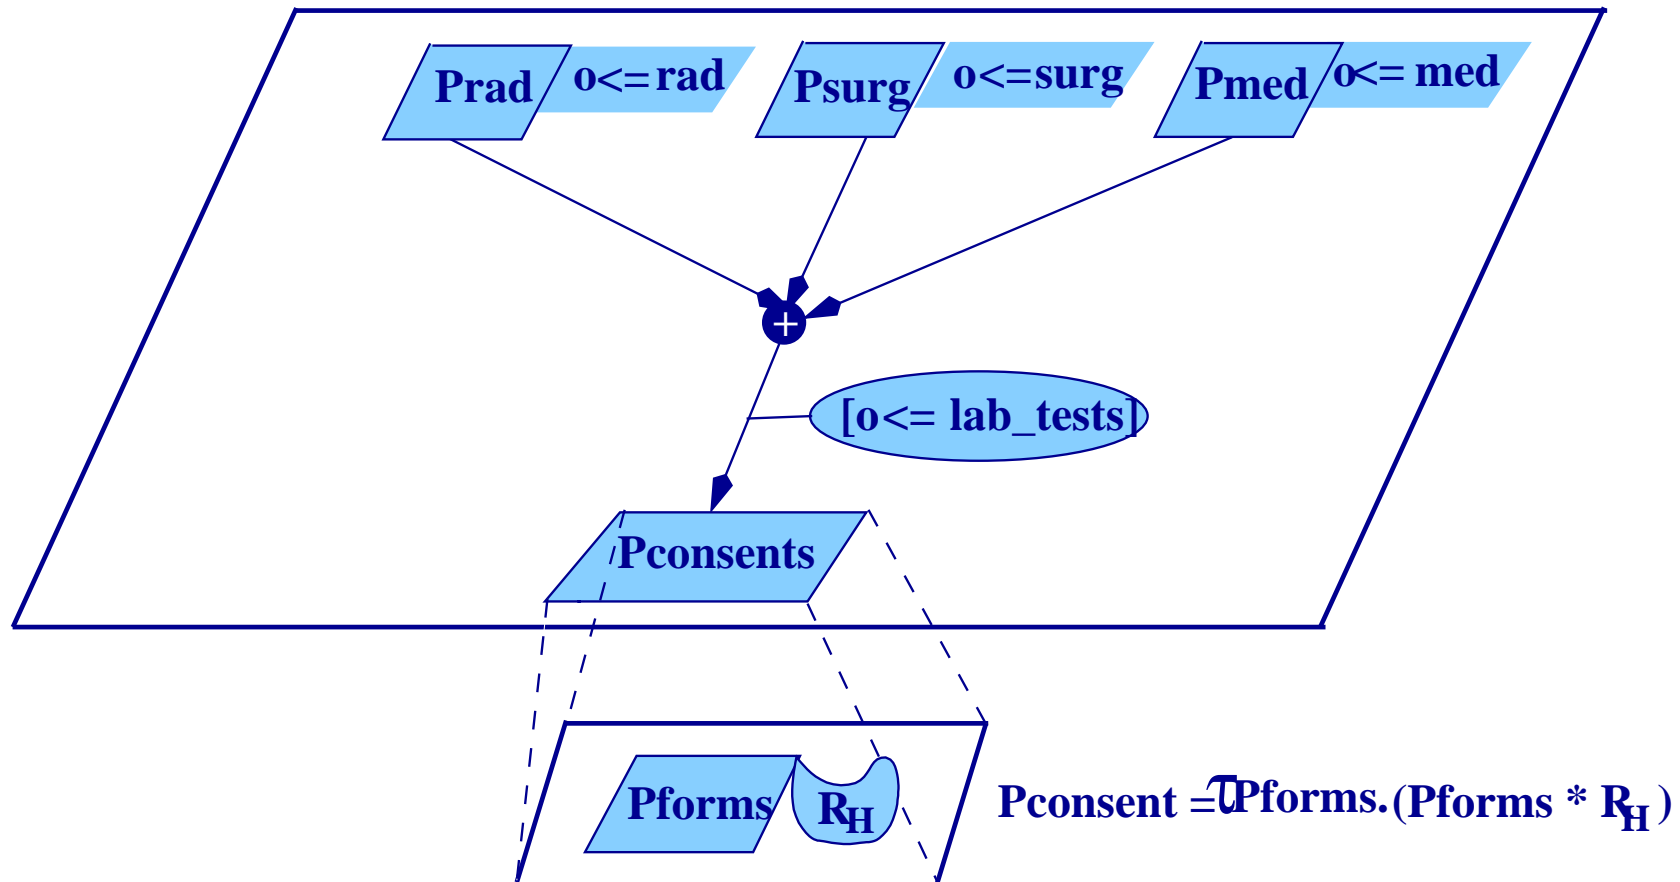 Prad o<=rad Psurg o<=surg Pmed o<= med
+
[o<= lab_tests]
Pconsents
Pforms RH Pconsent =τPforms.(Pforms * RH)